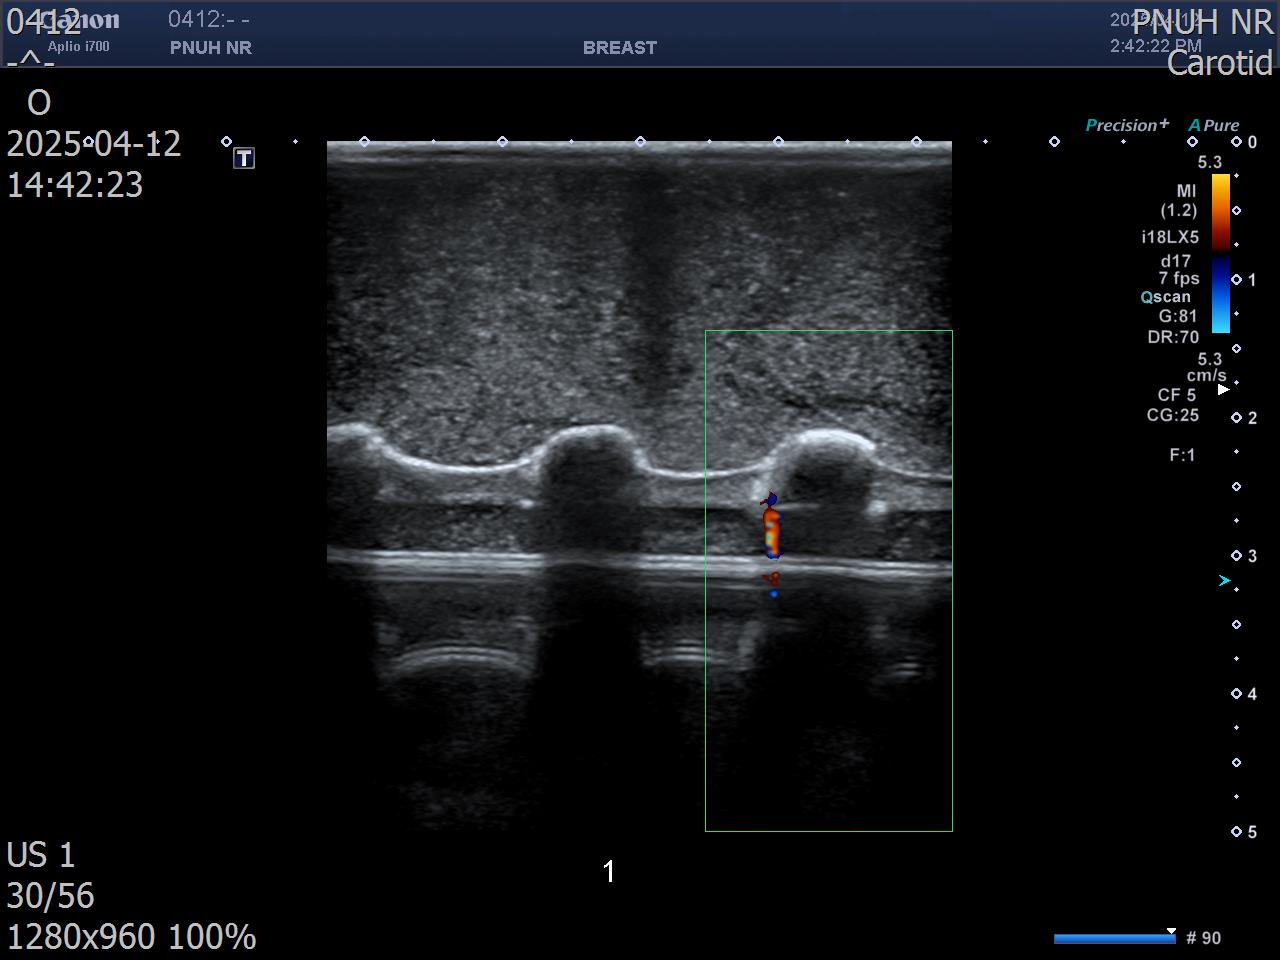 0412 Canon 0412:- - PNUH NR
-^- Aplio i700 PNUH NR BREAST 2:42:22 PM
Carotid
O
2025-04-12
14:42:23
T
Precision+ APure
5.3
MI
(1.2)
i18LX5
d17
7 fps
Qscan
G:81
DR:70
5.3
cm/s
CF 5
CG:25
F:1
0
1
2
3
4
5
US 1
30/56
1280x960 100%
1
# 90